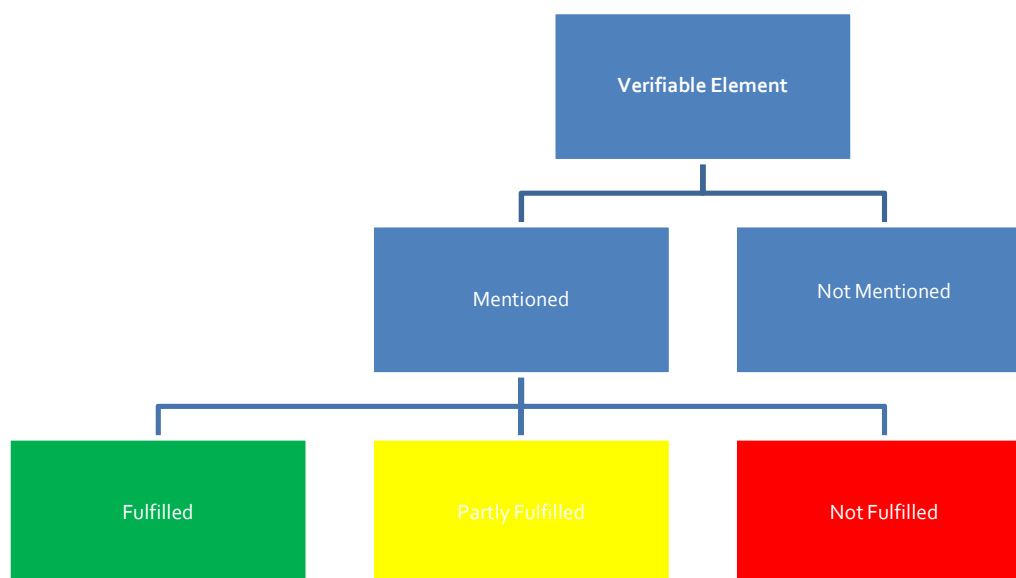 Verifiable Element
Mentioned
Not Mentioned
Fulfilled
Partly Fulfilled
Not Fulfilled